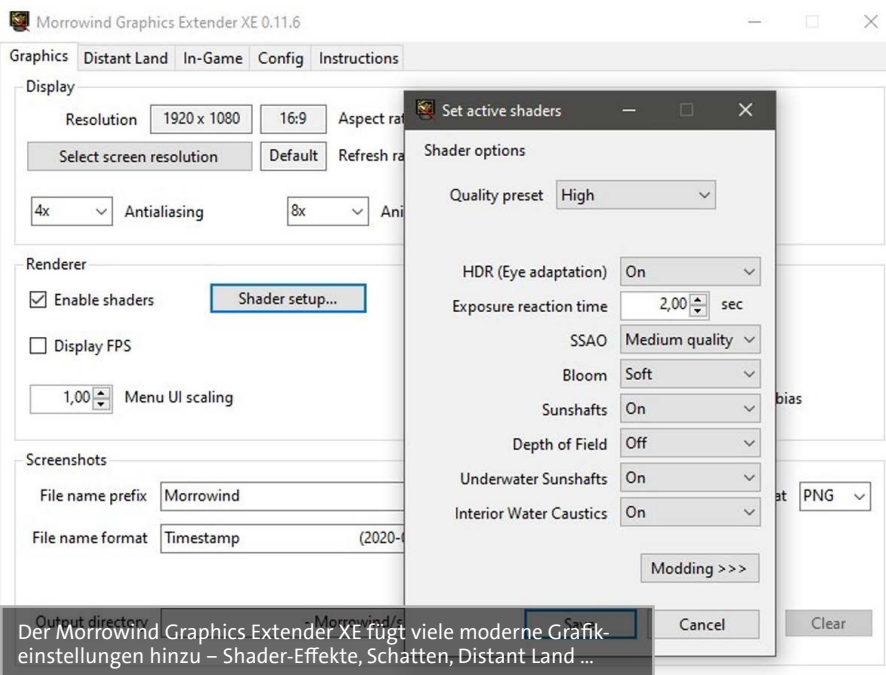 Morrowind Graphics Extender XE 0.11.6
Graphics Distant Land In-Game Config Instructions
Display
Resolution 1920 x 1080 16:9 Aspect rat
Select screen resolution Default Refresh ra
4x Antialiasing 8x Ani
Renderer
Enable shaders Shader setup...
Display FPS
1,00 Menu UI scaling
bias
Screenshots
File name prefix Morrowind
at PNG
File name format Timestamp (2020-0
Output directory - Morrowind/s
Clear
Set active shaders
Shader options
Quality preset High
HDR (Eye adaptation) On
Exposure reaction time 2,00 sec
SSAO Medium quality
Bloom Soft
Sunshafts On
Depth of Field Off
Underwater Sunshafts On
Interior Water Caustics On
Modding >>>
Save Cancel
Der Morrowind Graphics Extender XE fügt viele moderne Grafik-
einstellungen hinzu – Shader-Effekte, Schatten, Distant Land ...